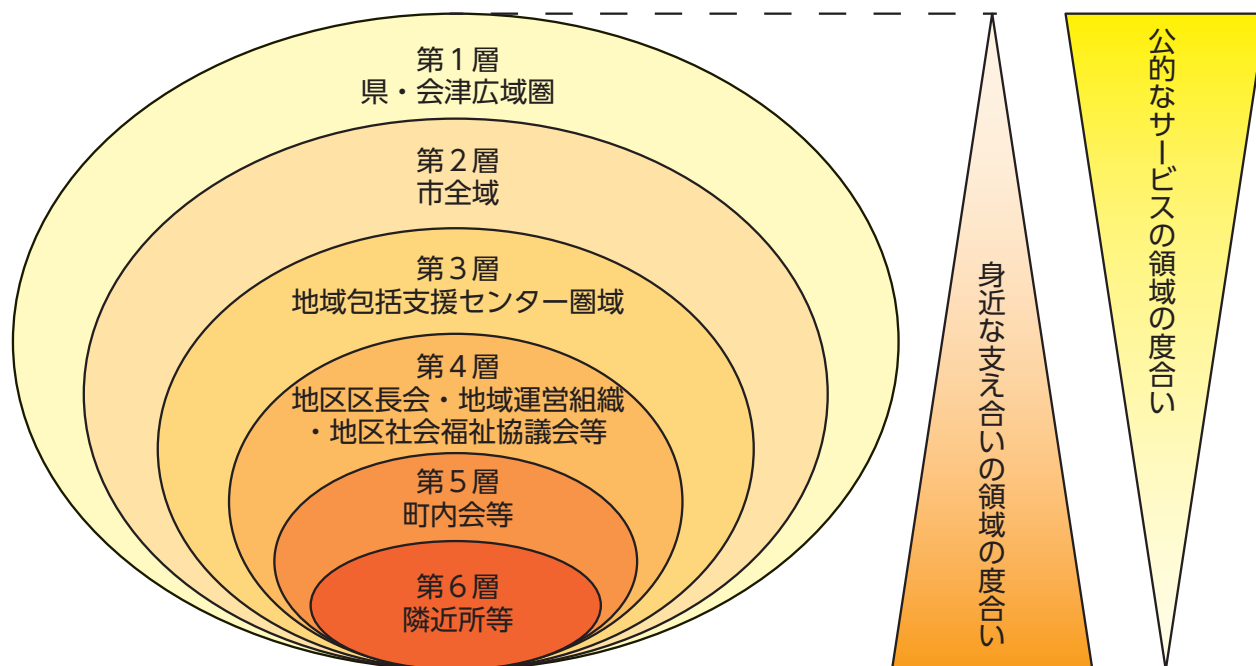 第1層
県・会津広域圏
第2層
市全域
第3層
地域包括支援センター圏域
第4層
地区区長会・地域運営組織
・地区社会福祉協議会等
第5層
町内会等
第6層
隣近所等
身近な支え合いの領域の度合い
公的なサービスの領域の度合い